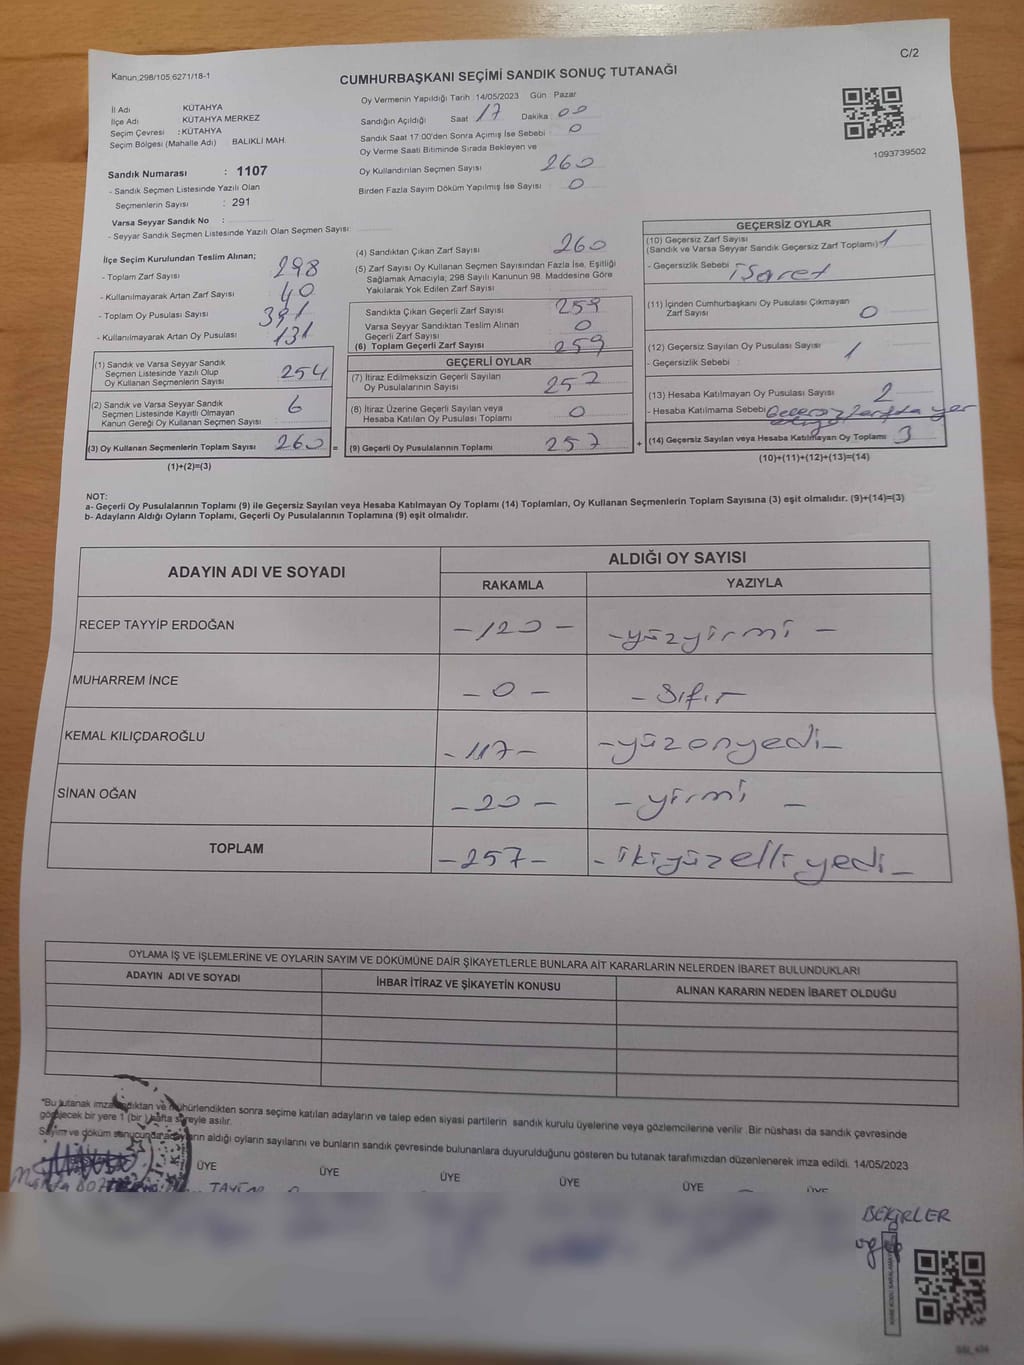 C/2
Kanun;298/105,6271/18-1
CUMHURBAŞKANI SEÇİMİ SANDIK SONUÇ TUTANAĞI
İl Adı KÜTAHYA
İlçe Adı KÜTAHYA MERKEZ
Seçim Çevresi : KÜTAHYA
Seçim Bölgesi (Mahalle Adı) BALIKLI MAH.
Sandık Numarası : 1107
- Sandık Seçmen Listesinde Yazılı Olan
Seçmenlerin Sayısı : 291
Varsa Seyyar Sandık No :
- Seyyar Sandık Seçmen Listesinde Yazılı Olan Seçmen Sayısı:
Oy Vermenin Yapıldığı Tarih : 14/05/2023 Gün : Pazar
Sandığın Açıldığı Saat : 17 Dakika : 00
Sandık Saat 17:00'den Sonra Açılmış İse Sebebi : 0
Oy Verme Saati Bitiminde Sırada Bekleyen ve
Oy Kullandırılan Seçmen Sayısı 260
Birden Fazla Sayım Döküm Yapılmış İse Sayısı : 0
1093739502
İlçe Seçim Kurulundan Teslim Alınan;
- Toplam Zarf Sayısı : 298
- Kullanılmayarak Artan Zarf Sayısı : 40
- Toplam Oy Pusulası Sayısı : 391
- Kullanılmayarak Artan Oy Pusulası : 131
(1) Sandık ve Varsa Seyyar Sandık
Seçmen Listesinde Yazılı Olup
Oy Kullanan Seçmenlerin Sayısı 254
(2) Sandık ve Varsa Seyyar Sandık
Seçmen Listesinde Kayıtlı Olmayan
Kanun Gereği Oy Kullanan Seçmen Sayısı 6
(3) Oy Kullanan Seçmenlerin Toplam Sayısı 260 =
(1)+(2)=(3)
(4) Sandıktan Çıkan Zarf Sayısı 260
(5) Zarf Sayısı Oy Kullanan Seçmen Sayısından Fazla İse, Eşitliği
Sağlamak Amacıyla; 298 Sayılı Kanunun 98. Maddesine Göre
Yakılarak Yok Edilen Zarf Sayısı
Sandıkta Çıkan Geçerli Zarf Sayısı 259
Varsa Seyyar Sandıktan Teslim Alınan
Geçerli Zarf Sayısı 0
(6) Toplam Geçerli Zarf Sayısı 259
GEÇERLİ OYLAR
(7) İtiraz Edilmeksizin Geçerli Sayılan
Oy Pusulalarının Sayısı 257
(8) İtiraz Üzerine Geçerli Sayılan veya
Hesaba Katılan Oy Pusulası Toplamı 0
(9) Geçerli Oy Pusulalarının Toplamı 257 +
GEÇERSİZ OYLAR
(10) Geçersiz Zarf Sayısı
(Sandık ve Varsa Seyyar Sandık Geçersiz Zarf Toplamı) 1
- Geçersizlik Sebebi işaret
(11) İçinden Cumhurbaşkanı Oy Pusulası Çıkmayan
Zarf Sayısı 0
(12) Geçersiz Sayılan Oy Pusulası Sayısı 1
- Geçersizlik Sebebi :
(13) Hesaba Katılmayan Oy Pusulası Sayısı 2
- Hesaba Katılmama Sebebi Geçersiz
(14) Geçersiz Sayılan veya Hesaba Katılmayan Oy Toplamı 3
(10)+(11)+(12)+(13)=(14)
NOT:
a- Geçerli Oy Pusulalarının Toplamı (9) ile Geçersiz Sayılan veya Hesaba Katılmayan Oy Toplamı (14) Toplamları, Oy Kullanan Seçmenlerin Toplam Sayısına (3) eşit olmalıdır. (9)+(14)=(3)
b- Adayların Aldığı Oyların Toplamı, Geçerli Oy Pusulalarının Toplamına (9) eşit olmalıdır.
ADAYIN ADI VE SOYADI
ALDIĞI OY SAYISI
RAKAMLA YAZIYLA
RECEP TAYYİP ERDOĞAN - 120 - - yüzyirmi -
MUHARREM İNCE - 0 - - Sıfır -
KEMAL KILIÇDAROĞLU - 117 - - yüzonyedi -
SİNAN OĞAN - 20 - - yirmi -
TOPLAM - 257 - - ikiyüzelliyedi -
OYLAMA İŞ VE İŞLEMLERİNE VE OYLARIN SAYIM VE DÖKÜMÜNE DAİR ŞİKAYETLERLE BUNLARA AİT KARARLARIN NELERDEN İBARET BULUNDUKLARI
ADAYIN ADI VE SOYADI İHBAR İTİRAZ VE ŞİKAYETİN KONUSU ALINAN KARARIN NEDEN İBARET OLDUĞU
*Bu tutanak imzalandıktan ve mühürlendikten sonra seçime katılan adayların ve talep eden siyasi partilerin sandık kurulu üyelerine veya gözlemcilerine verilir. Bir nüshası da sandık çevresinde
görülecek bir yere 1 (bir ) hafta süreyle asılır.
Sayım ve döküm sonucunda adayların aldığı oyların sayılarını ve bunların sandık çevresinde bulunanlara duyurulduğunu gösteren bu tutanak tarafımızdan düzenlenerek imza edildi. 14/05/2023
ÜYE ÜYE ÜYE ÜYE ÜYE ÜYE
BEKİRLER